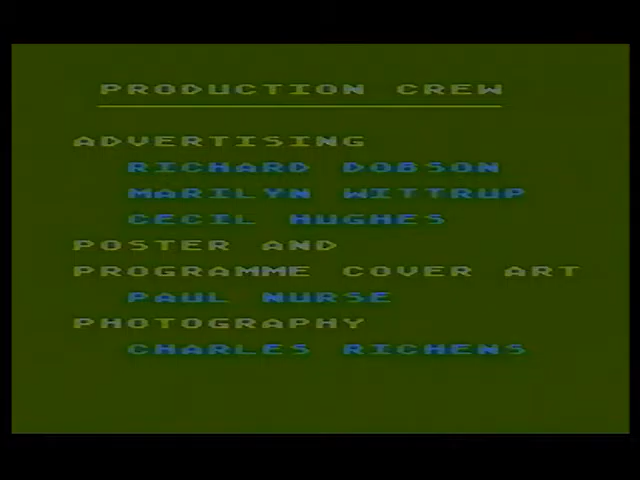 PRODUCTION CREW
ADVERTISING
RICHARD DOBSON
MARILYN WITTRUP
CECIL HUGHES
POSTER AND
PROGRAMME COVER ART
PAUL NURSE
PHOTOGRAPHY
CHARLES RICHENS